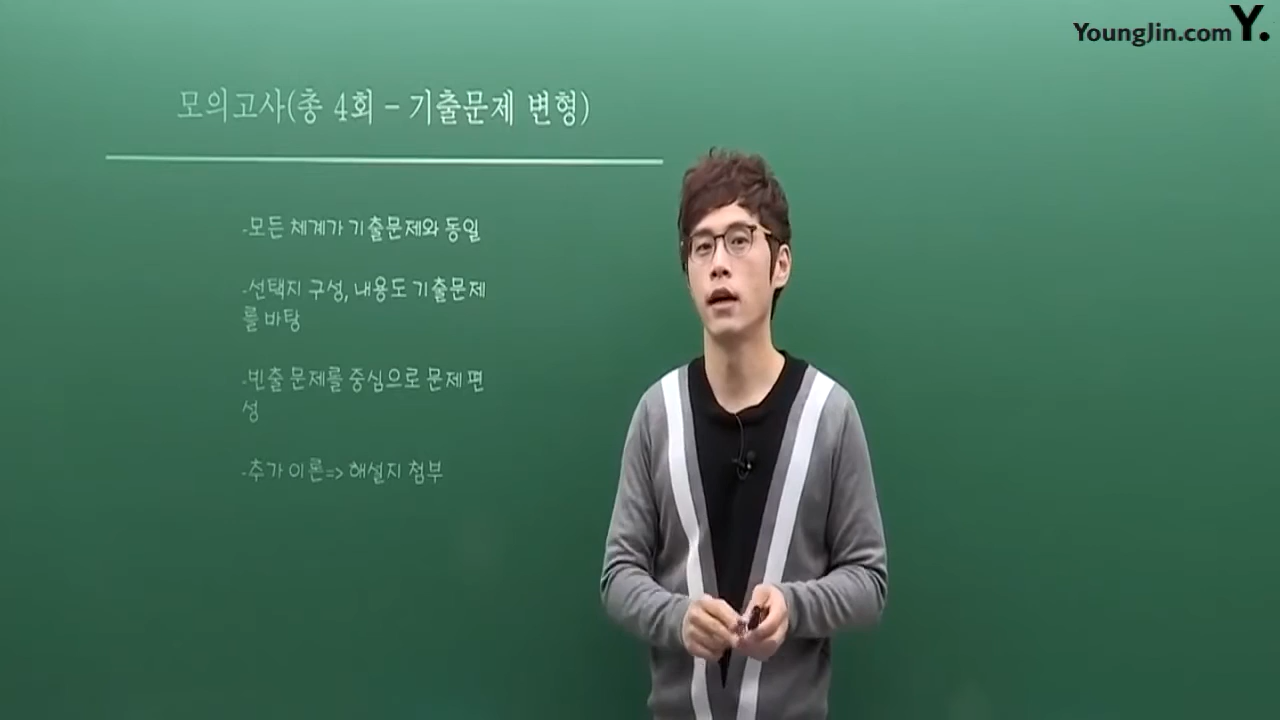 YoungJin.com Y.
모의고사(총 4회 - 기출문제 변형)
-모든 체계가 기출문제와 동일
-선택지 구성, 내용도 기출문제
를 바탕
-빈출 문제를 중심으로 문제 편
성
-추가 이론=> 해설지 첨부